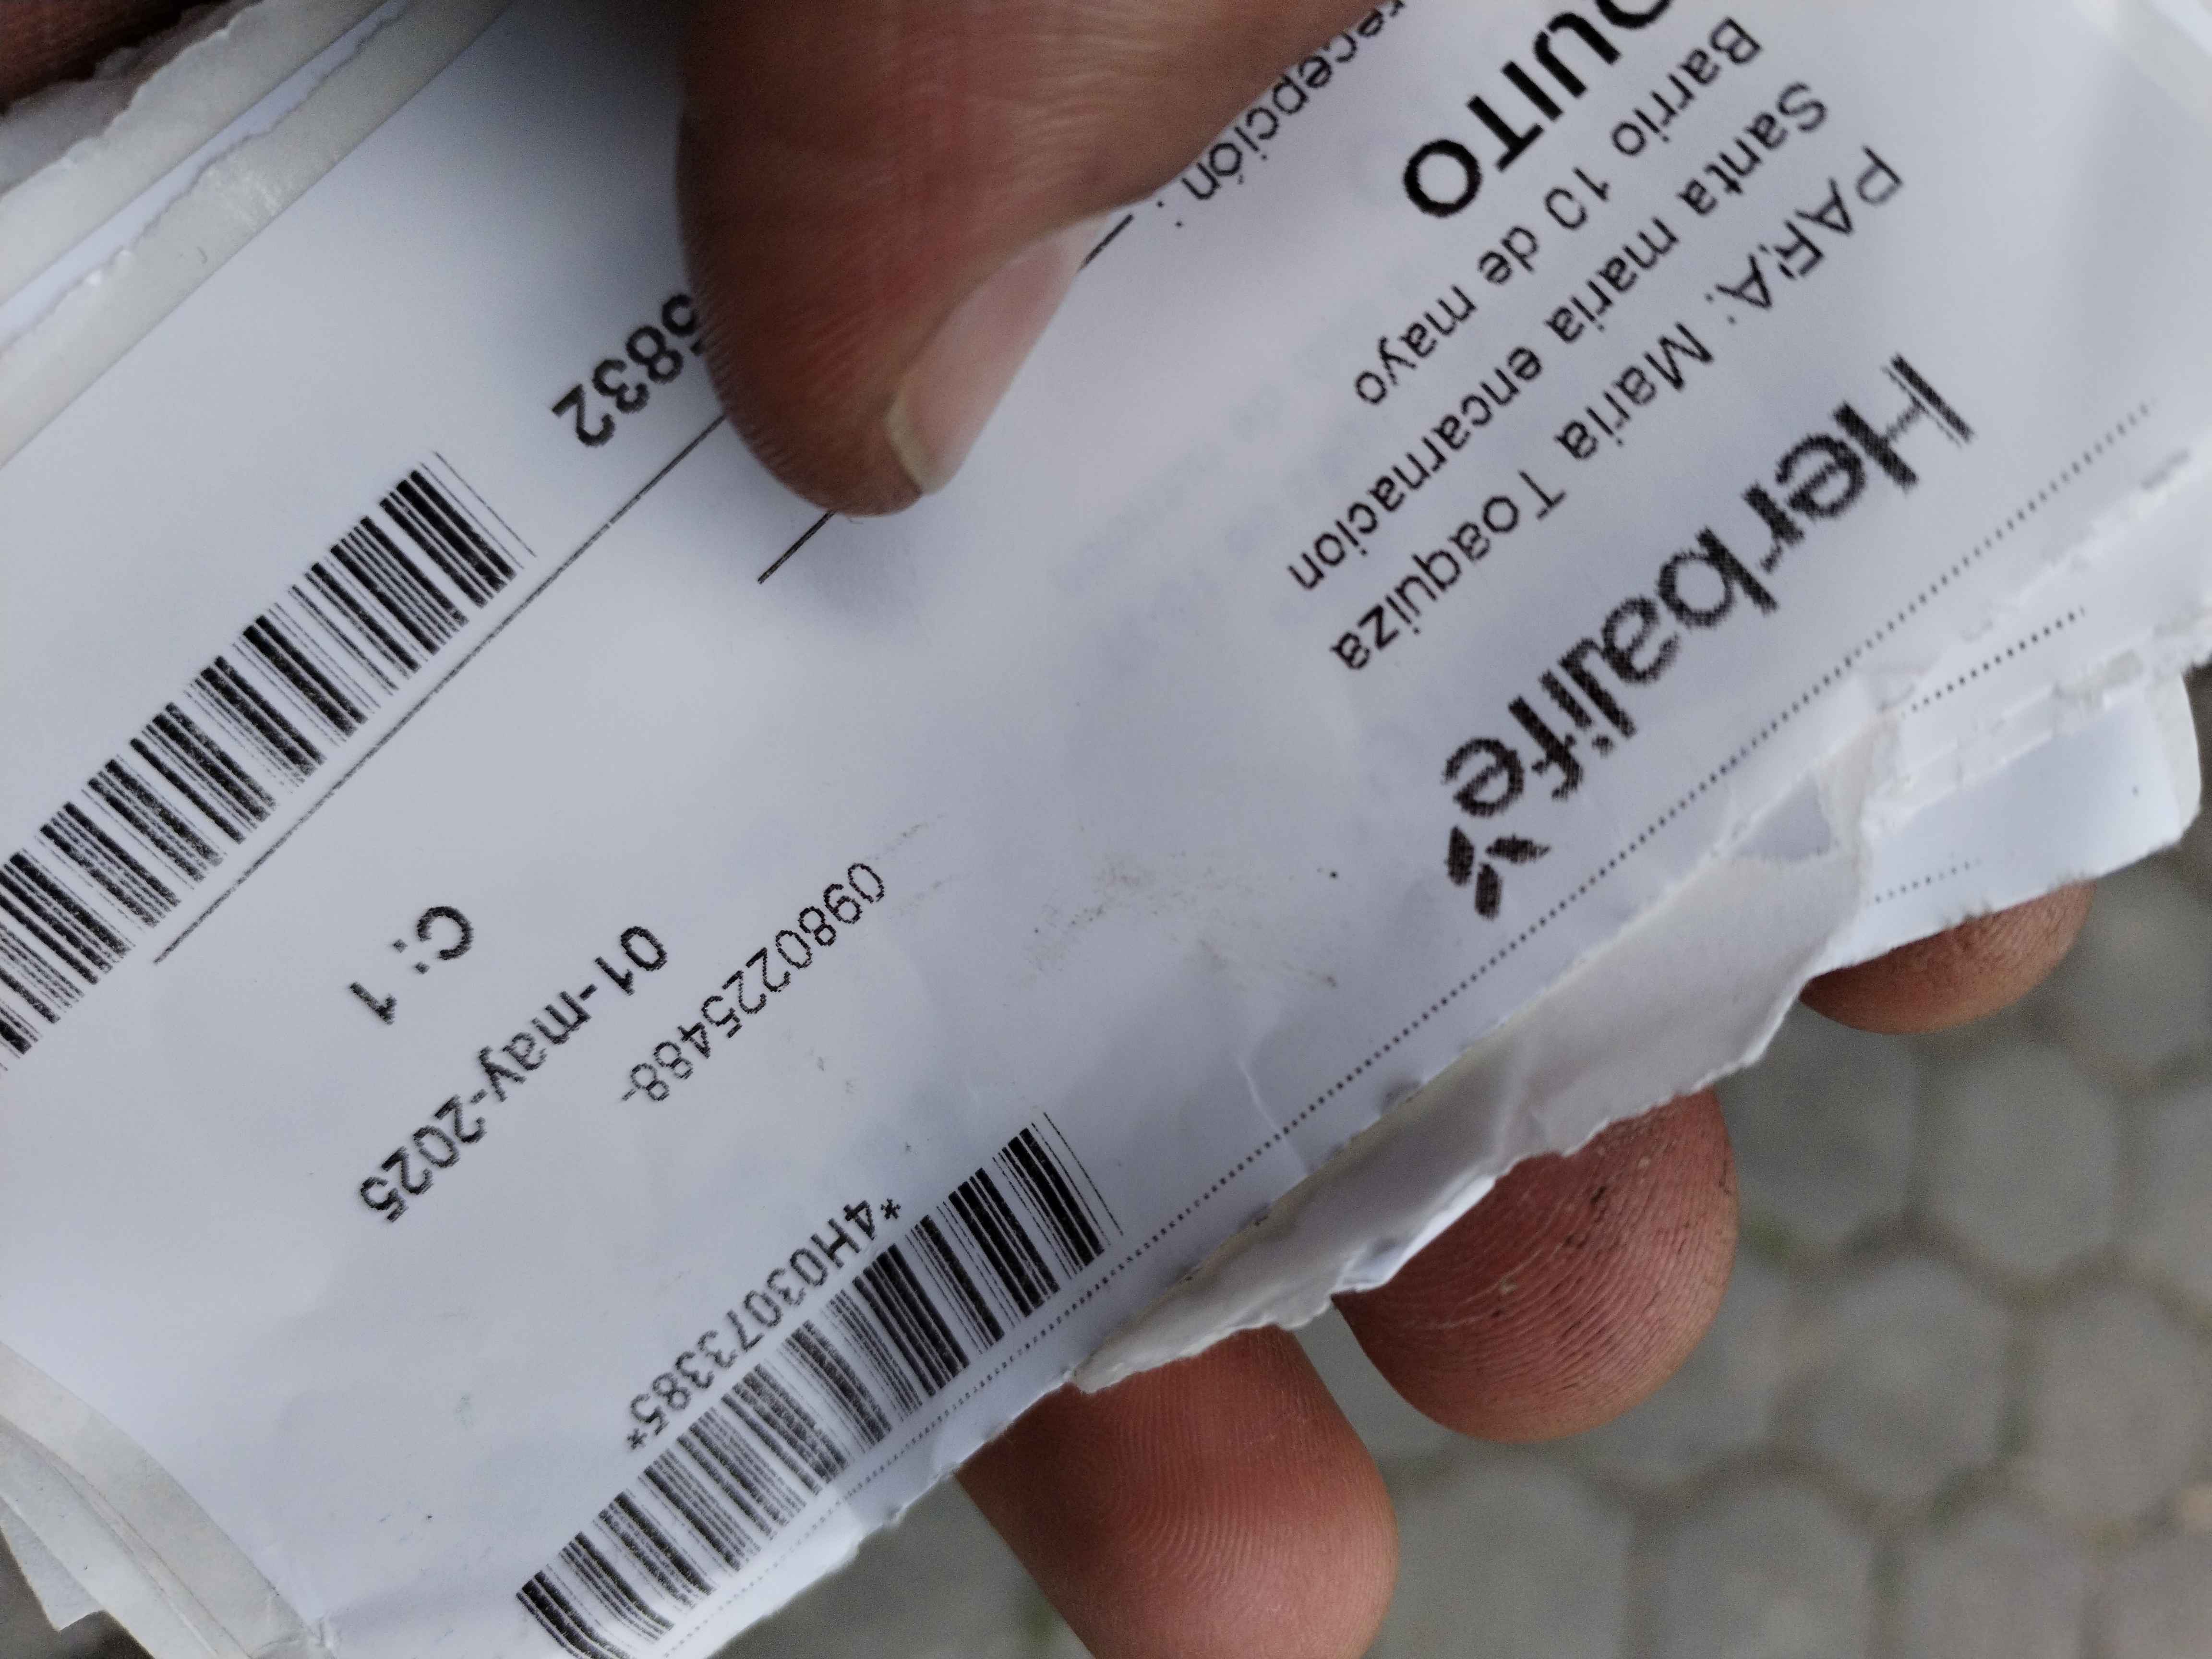 Herbalife
*4H03073385*
PARA: Maria Toaquiza
Santa maria encarnacion
Barrio 10 de mayo
0980225488-
QUITO
01-may-2025
recepción :
C: 1
5832